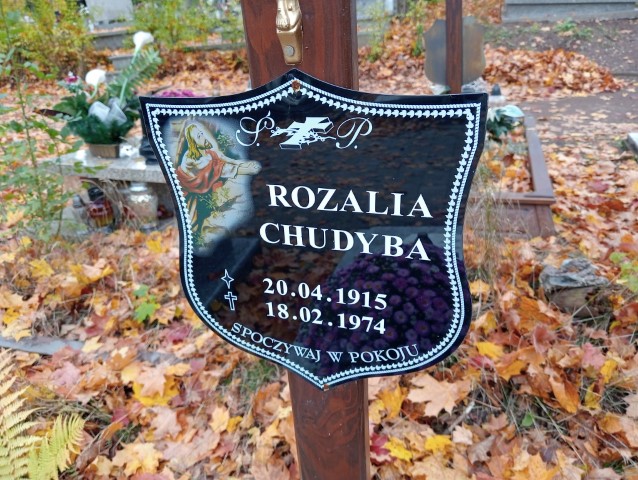 Ś. P.
ROZALIA
CHUDYBA
20.04.1915
18.02.1974
SPOCZYWAJ W POKOJU